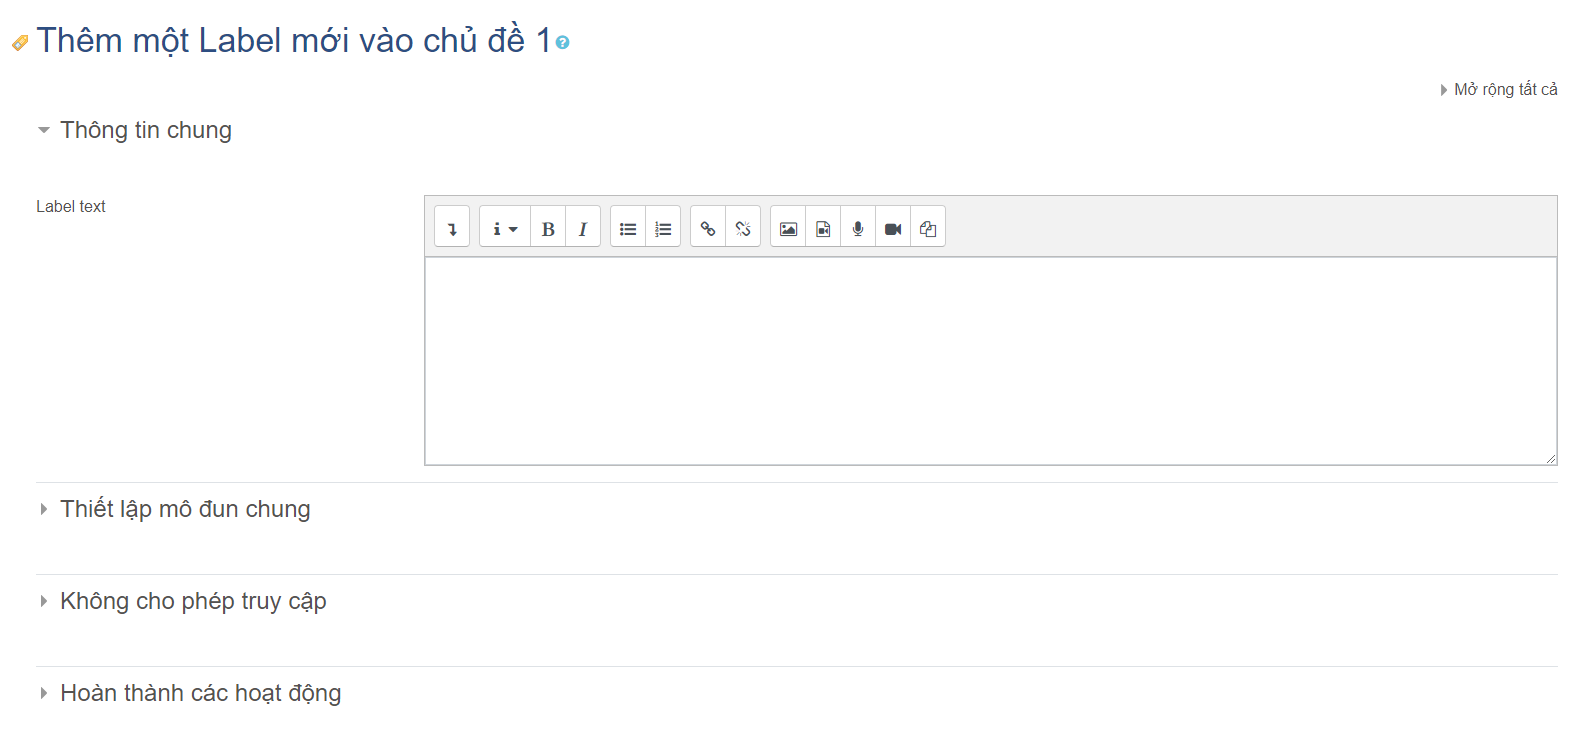 Thêm một Label mới vào chủ đề 1
Mở rộng tất cả
Thông tin chung
Label text
Thiết lập mô đun chung
Không cho phép truy cập
Hoàn thành các hoạt động